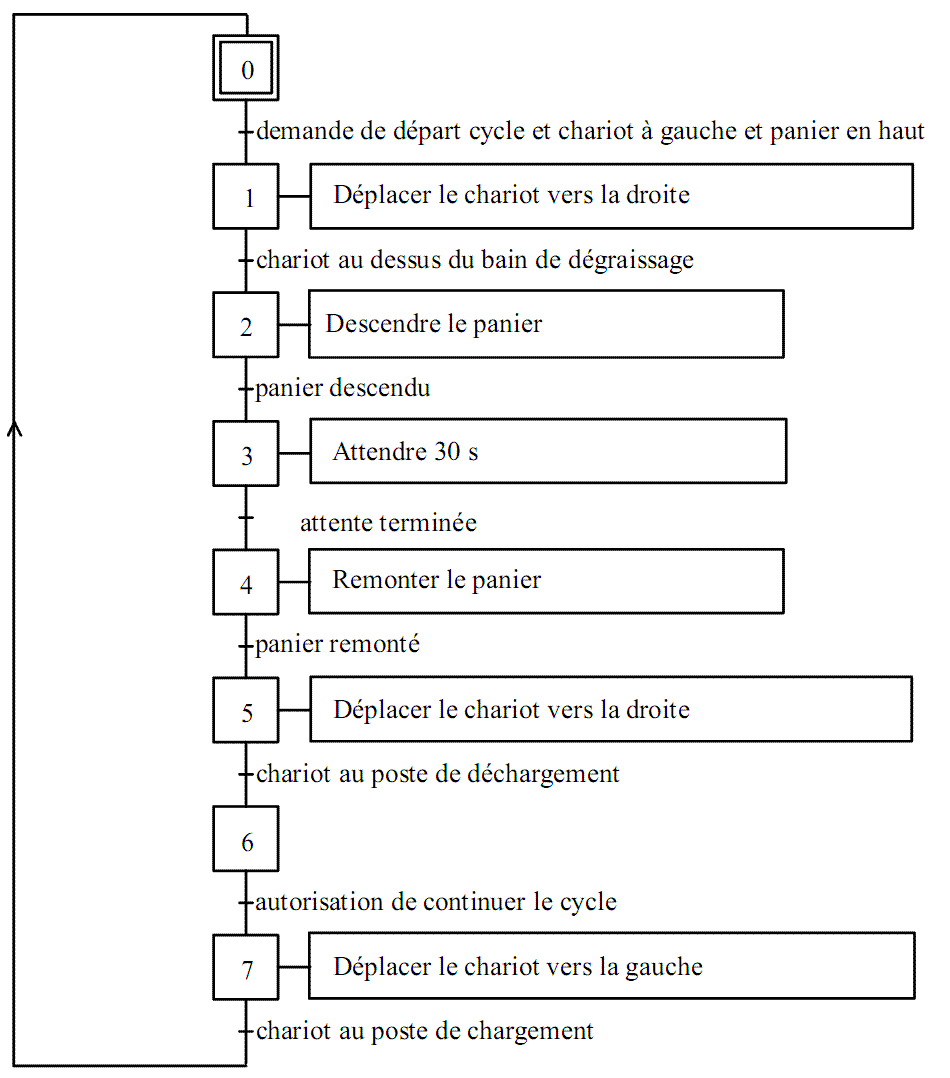 0
demande de départ cycle et chariot à gauche et panier en haut
1 Déplacer le chariot vers la droite
chariot au dessus du bain de dégraissage
2 Descendre le panier
panier descendu
3 Attendre 30 s
attente terminée
4 Remonter le panier
panier remonté
5 Déplacer le chariot vers la droite
chariot au poste de déchargement
6
autorisation de continuer le cycle
7 Déplacer le chariot vers la gauche
chariot au poste de chargement